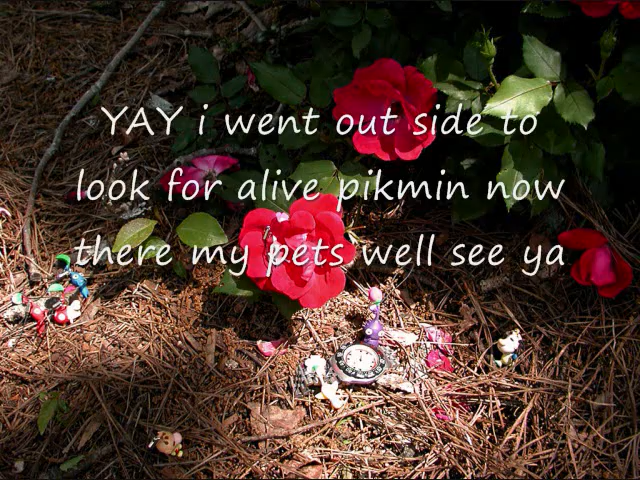 YAY i went out side to
look for alive pikmin now
there my pets well see ya